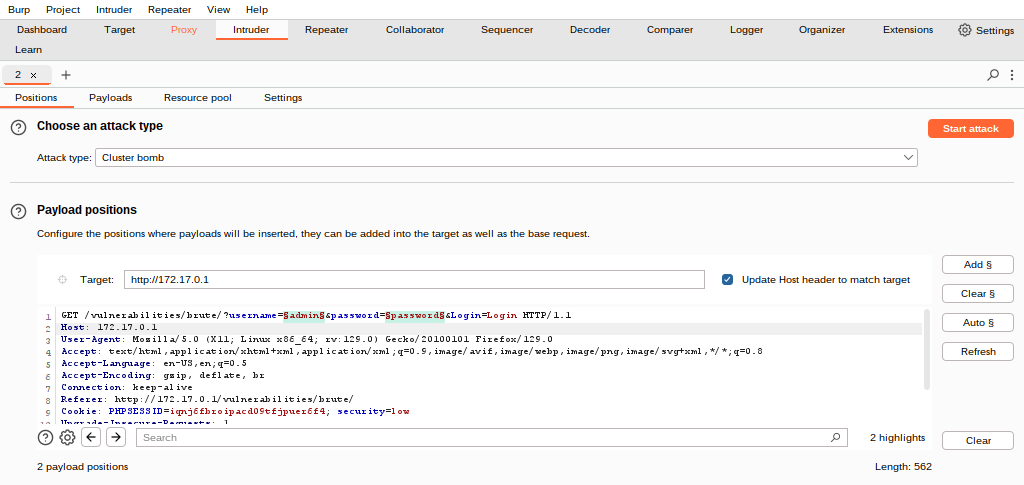 Burp Project Intruder Repeater View Help
Dashboard Target Proxy Intruder Repeater Collaborator Sequencer Decoder Comparer Logger Organizer Extensions Settings
Learn
2 × +
Positions Payloads Resource pool Settings
Choose an attack type
Start attack
Attack type: Cluster bomb
Payload positions
Configure the positions where payloads will be inserted, they can be added into the target as well as the base request.
Add §
Target: http://172.17.0.1 Update Host header to match target
Clear §
1 GET /vulnerabilities/brute/?username=§admin§&password=§password§&Login=Login HTTP/1.1
Auto §
2 Host: 172.17.0.1
3 User-Agent: Mozilla/5.0 (X11; Linux x86_64; rv:129.0) Gecko/20100101 Firefox/129.0
Refresh
4 Accept: text/html,application/xhtml+xml,application/xml;q=0.9,image/avif,image/webp,image/png,image/svg+xml,*/*;q=0.8
5 Accept-Language: en-US,en;q=0.5
6 Accept-Encoding: gzip, deflate, br
7 Connection: keep-alive
8 Referer: http://172.17.0.1/vulnerabilities/brute/
9 Cookie: PHPSESSID=iqnj6fbroipacd09tfjpuer6f4; security=low
10 Upgrade-Insecure-Requests: 1
Search 2 highlights Clear
2 payload positions Length: 562